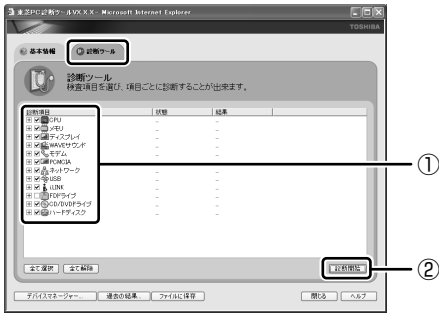 東芝PC診断ツールVX.X.X - Microsoft Internet Explorer
TOSHIBA
基本情報
診断ツール
診断ツール
検査項目を選び、項目ごとに診断することが出来ます。
診断項目 状態 結果
CPU - -
メモリ - -
ディスプレイ - -
WAVEサウンド - -
モデム - -
PCMCIA - -
ネットワーク - -
USB - -
i.LINK - -
FDドライブ - -
CD/DVDドライブ - -
ハードディスク - -
①
②
全て選択 全て解除 診断開始
デバイスマネージャー... 過去の結果... ファイルに保存 閉じる ヘルプ